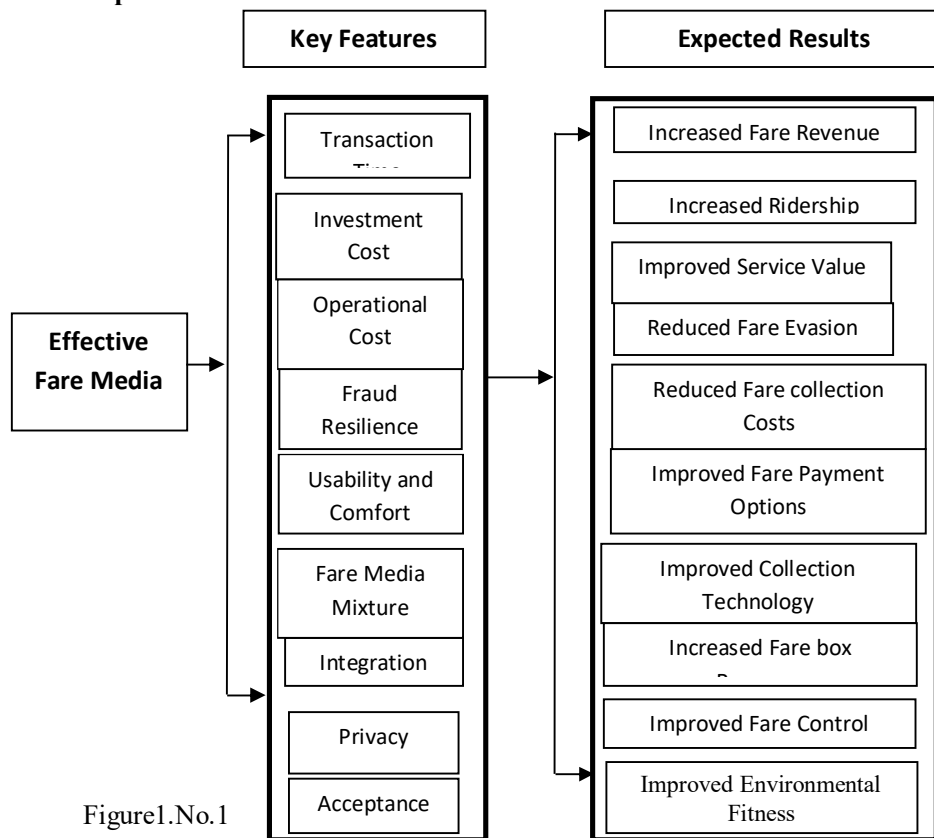 Key Features
Expected Results
Effective
Fare Media
Transaction
Investment
Cost
Operational
Cost
Fraud
Resilience
Usability and
Comfort
Fare Media
Mixture
Integration
Privacy
Acceptance
Increased Fare Revenue
Increased Ridership
Improved Service Value
Reduced Fare Evasion
Reduced Fare collection
Costs
Improved Fare Payment
Options
Improved Collection
Technology
Increased Fare box
Improved Fare Control
Improved Environmental
Fitness
Figure1.No.1